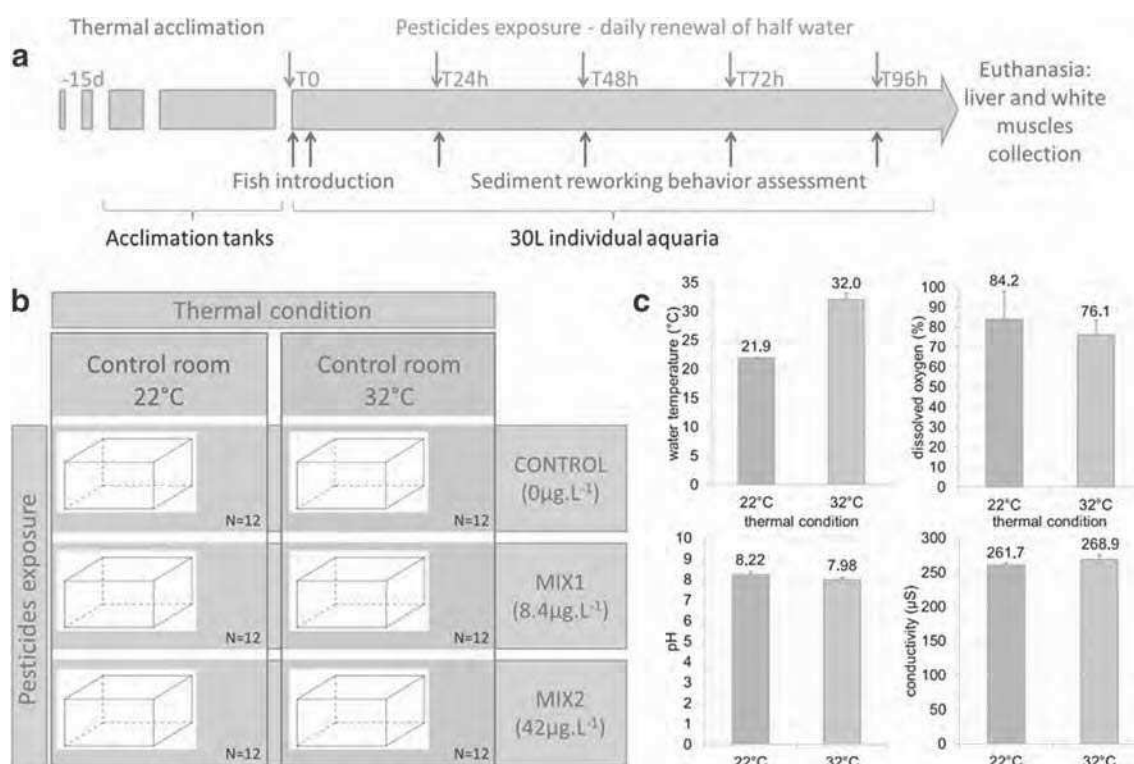 a
Thermal acclimation
Pesticides exposure - daily renewal of half water
-15d
T0
T24h
T48h
T72h
T96h
Euthanasia:
liver and white
muscles
collection
Fish introduction
Sediment reworking behavior assessment
Acclimation tanks
30L individual aquaria
b
Thermal condition
Control room
22°C
Control room
32°C
Pesticides exposure
N=12
N=12
CONTROL
(0µg.L-1)
N=12
N=12
MIX1
(8.4µg.L-1)
N=12
N=12
MIX2
(42µg.L-1)
c
water temperature (°C)
35
30
25
20
15
10
5
0
21.9
32.0
22°C
32°C
thermal condition
dissolved oxygen (%)
100
90
80
70
60
50
40
30
20
10
0
84.2
76.1
22°C
32°C
thermal condition
pH
10
9
8
7
6
5
4
3
2
1
0
8.22
7.98
22°C
32°C
conductivity (µS)
300
250
200
150
100
50
0
261.7
268.9
22°C
32°C